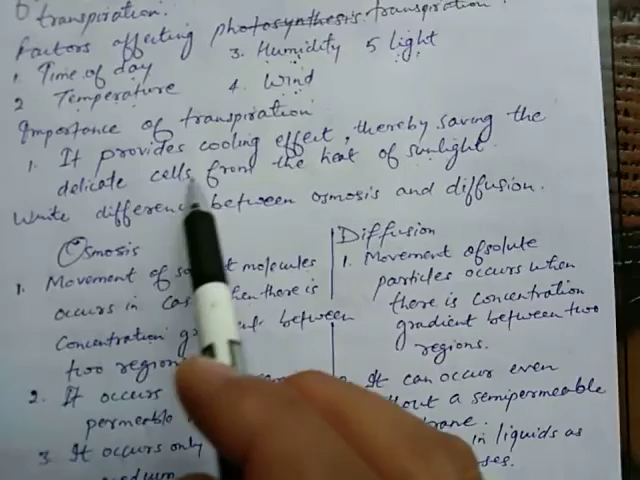 6 transpiration.
Factors affecting photosynthesis transpiration.
1. Time of day 3. Humidity 5 light
2 Temperature 4. Wind
Importance of transpiration
1. It provides cooling effect, thereby saving the
delicate cells from the heat of sunlight.
Write difference between osmosis and diffusion.
Osmosis
1. Movement of molecules
occurs in when there is
Concentration between
two
2. It occurs
permeable
3. It occurs only
Diffusion
1. Movement of solute
particles occurs when
there is concentration
gradient between two
regions.
It can occur even
a semipermeable
in liquids as